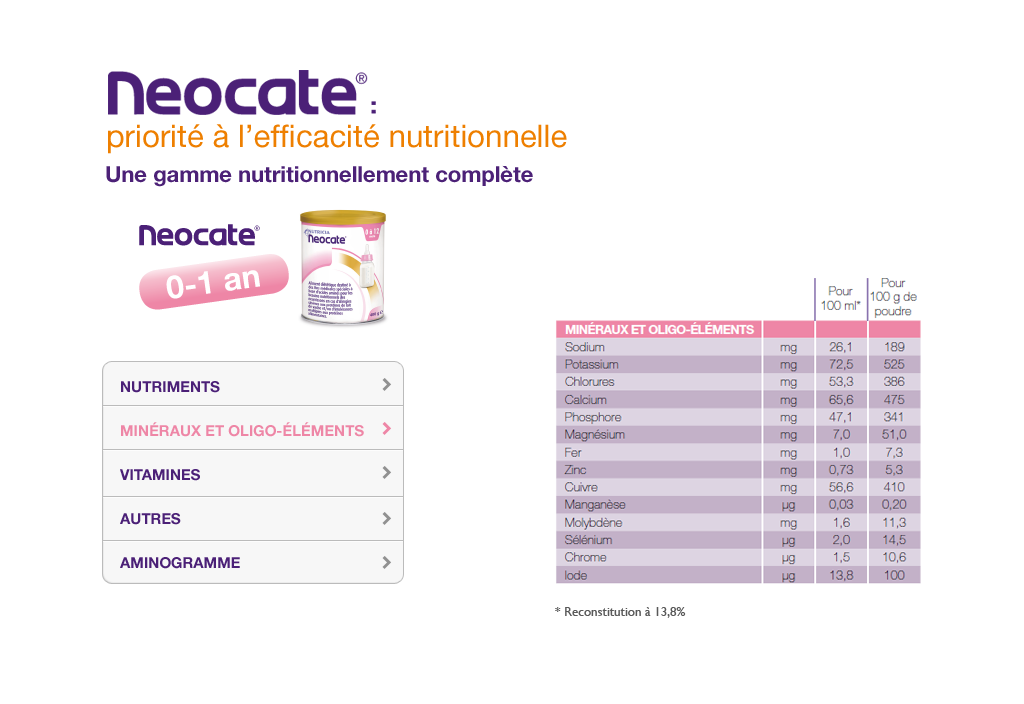 neocate® :
priorité à l'efficacité nutritionnelle
Une gamme nutritionnellement complète
neocate®
0-1 an
NUTRICIA
neocate
0 à 12
NUTRIMENTS
MINÉRAUX ET OLIGO-ÉLÉMENTS
VITAMINES
AUTRES
AMINOGRAMME
Pour 100 ml* Pour 100 g de poudre
MINÉRAUX ET OLIGO-ÉLÉMENTS
Sodium mg 26,1 189
Potassium mg 72,5 525
Chlorures mg 53,3 386
Calcium mg 65,6 475
Phosphore mg 47,1 341
Magnésium mg 7,0 51,0
Fer mg 1,0 7,3
Zinc mg 0,73 5,3
Cuivre mg 56,6 410
Manganèse µg 0,03 0,20
Molybdène mg 1,6 11,3
Sélénium µg 2,0 14,5
Chrome µg 1,5 10,6
Iode µg 13,8 100
* Reconstitution à 13,8%